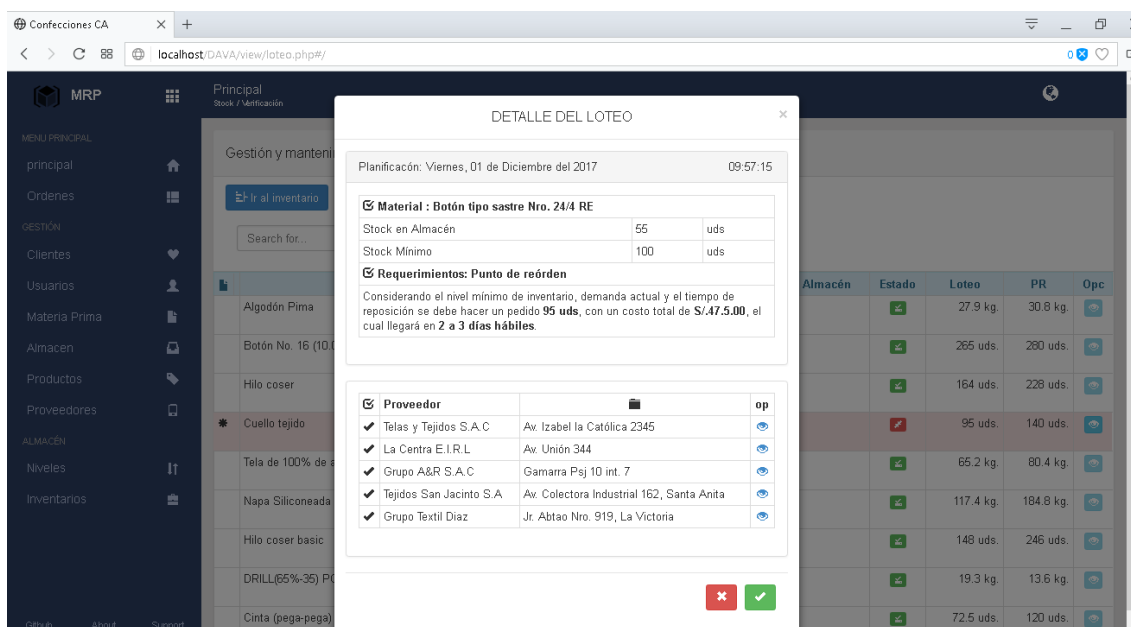 Confecciones CA
localhost/DAVA/view/loteo.php#/
0
MRP
Principal
Stock / Verificación
MENU PRINCIPAL
principal
Ordenes
GESTIÓN
Clientes
Usuarios
Materia Prima
Almacen
Productos
Proveedores
ALMACÉN
Niveles
Inventarios
Github About Support
Gestión y manteni
Ir al inventario
Search for...
Almacén Estado Loteo PR Opc
Algodón Pima 27.9 kg. 30.8 kg.
Botón No. 16 (10.0 265 uds. 280 uds.
Hilo coser 164 uds. 228 uds.
Cuello tejido 95 uds. 140 uds.
Tela de 100% de a 65.2 kg. 80.4 kg.
Napa Siliconeada 117.4 kg. 184.8 kg.
Hilo coser basic 148 uds. 246 uds.
DRILL(65%-35) PO 19.3 kg. 13.6 kg.
Cinta (pega-pega) 72.5 uds. 120 uds.
DETALLE DEL LOTEO ×
Planificacón: Viernes, 01 de Diciembre del 2017 09:57:15
Material : Botón tipo sastre Nro. 24/4 RE
Stock en Almacén 55 uds
Stock Mínimo 100 uds
Requerimientos: Punto de reórden
Considerando el nivel mínimo de inventario, demanda actual y el tiempo de
reposición se debe hacer un pedido 95 uds, con un costo total de S/.47.5.00, el
cual llegará en 2 a 3 días hábiles.
Proveedor op
Telas y Tejidos S.A.C Av. Izabel la Católica 2345
La Centra E.I.R.L Av. Unión 344
Grupo A&R S.A.C Gamarra Psj 10 int. 7
Tejidos San Jacinto S.A Av. Colectora Industrial 162, Santa Anita
Grupo Textil Diaz Jr. Abtao Nro. 919, La Victoria